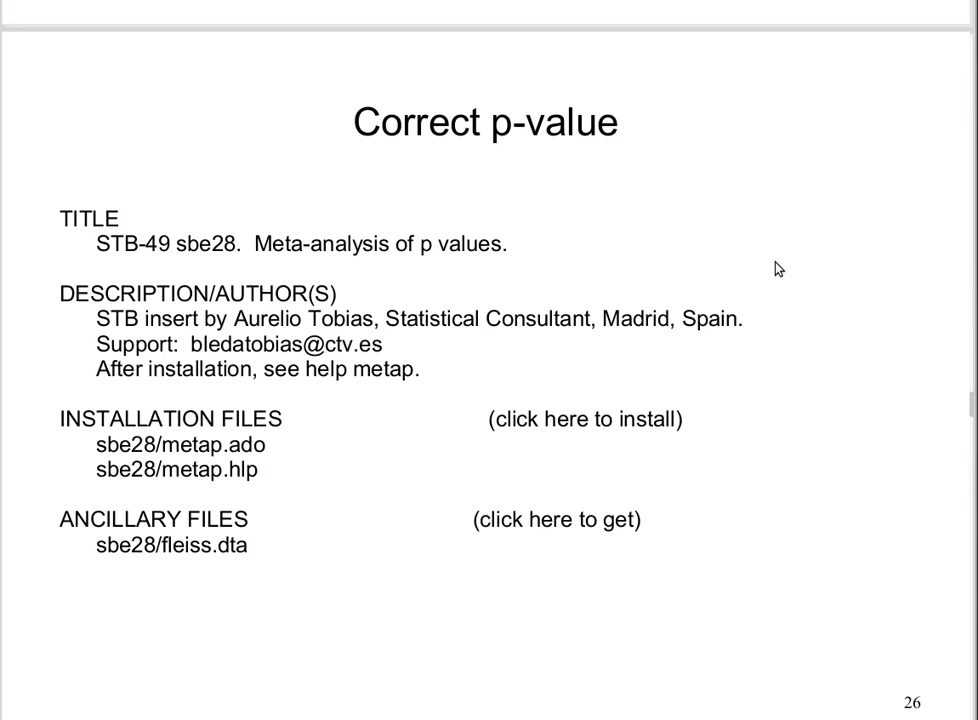 Correct p-value
TITLE
STB-49 sbe28. Meta-analysis of p values.
DESCRIPTION/AUTHOR(S)
STB insert by Aurelio Tobias, Statistical Consultant, Madrid, Spain.
Support: bledatobias@ctv.es
After installation, see help metap.
INSTALLATION FILES (click here to install)
sbe28/metap.ado
sbe28/metap.hlp
ANCILLARY FILES (click here to get)
sbe28/fleiss.dta
26